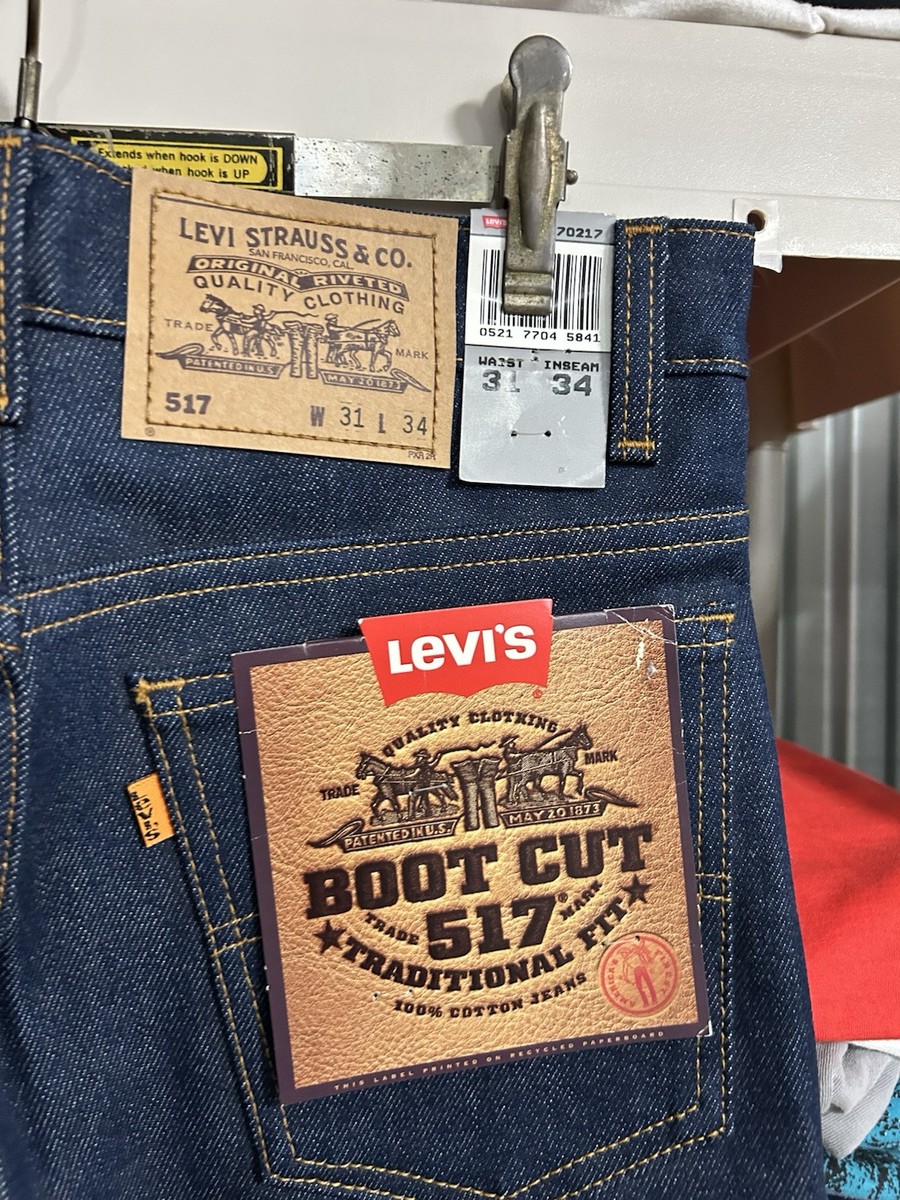 Extends when hook is DOWN
when hook is UP
LEVI STRAUSS & CO.
SAN FRANCISCO, CAL.
ORIGINAL RIVETED
QUALITY CLOTHING
TRADE MARK
PATENTED IN U.S. MAY 20 1873
517
W 31 L 34
®
LEVI'S
70217
0521 7704 5841
WAIST INSEAM
31 34
LEVI'S
®
QUALITY CLOTHING
TRADE MARK
PATENTED IN U.S. MAY 20 1873
BOOT CUT
TRADE 517® MARK
TRADITIONAL FIT
100% COTTON JEANS
THIS LABEL PRINTED ON RECYCLED PAPERBOARD
LEVI'S